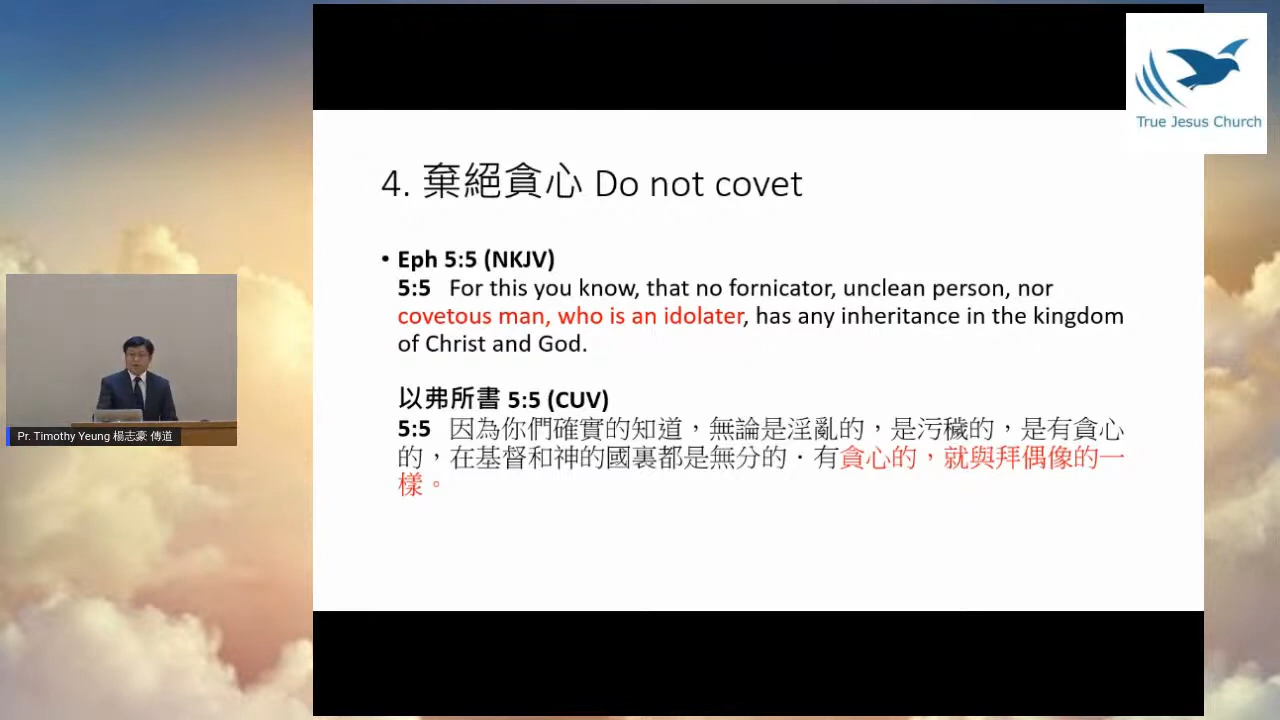 True Jesus Church
4. 棄絕貪心 Do not covet
• Eph 5:5 (NKJV)
5:5 For this you know, that no fornicator, unclean person, nor
covetous man, who is an idolater, has any inheritance in the kingdom
of Christ and God.
以弗所書 5:5 (CUV)
5:5 因為你們確實的知道，無論是淫亂的，是污穢的，是有貪心
的，在基督和神的國裏都是無分的．有貪心的，就與拜偶像的一
樣。
Pr. Timothy Yeung 楊志豪 傳道